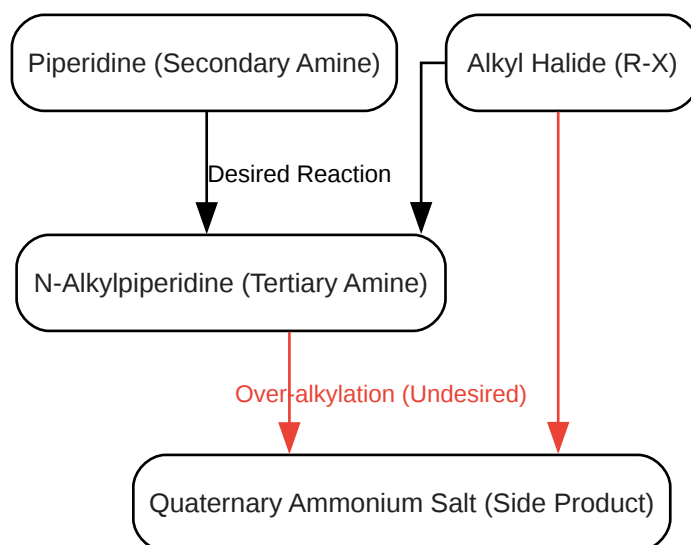 Piperidine (Secondary Amine)
Alkyl Halide (R-X)
Desired Reaction
N-Alkylpiperidine (Tertiary Amine)
Over-alkylation (Undesired)
Quaternary Ammonium Salt (Side Product)